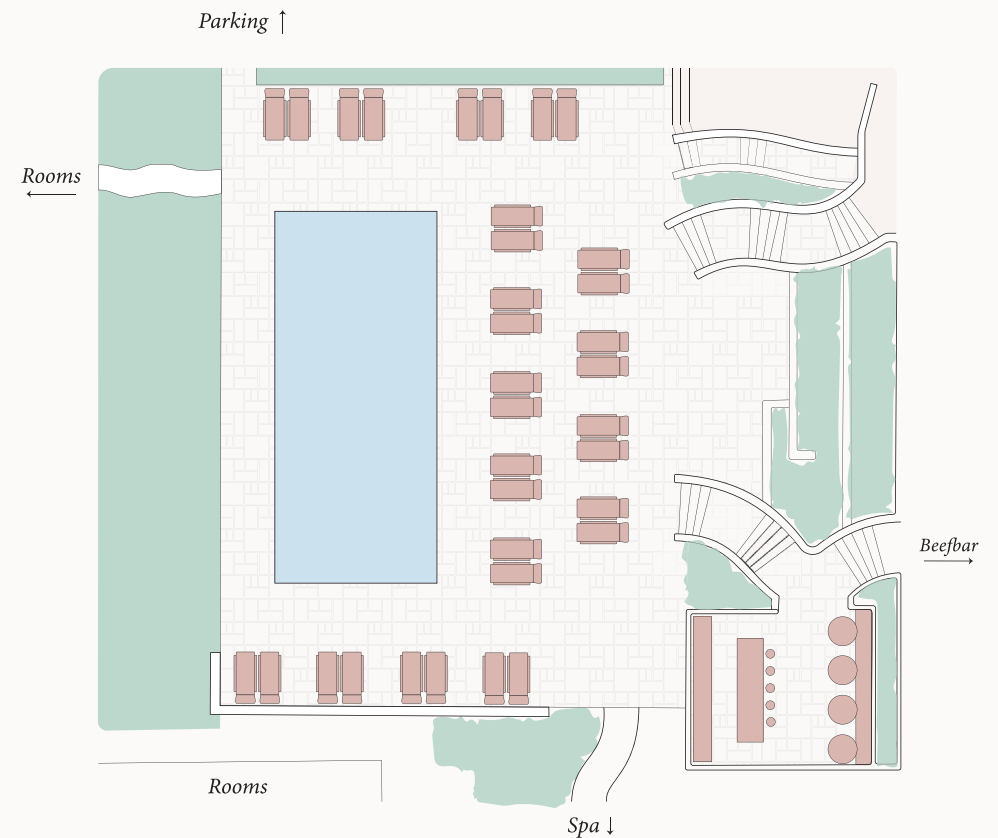 Parking ↑
Rooms
←
Beefbar
→
Rooms
Spa ↓